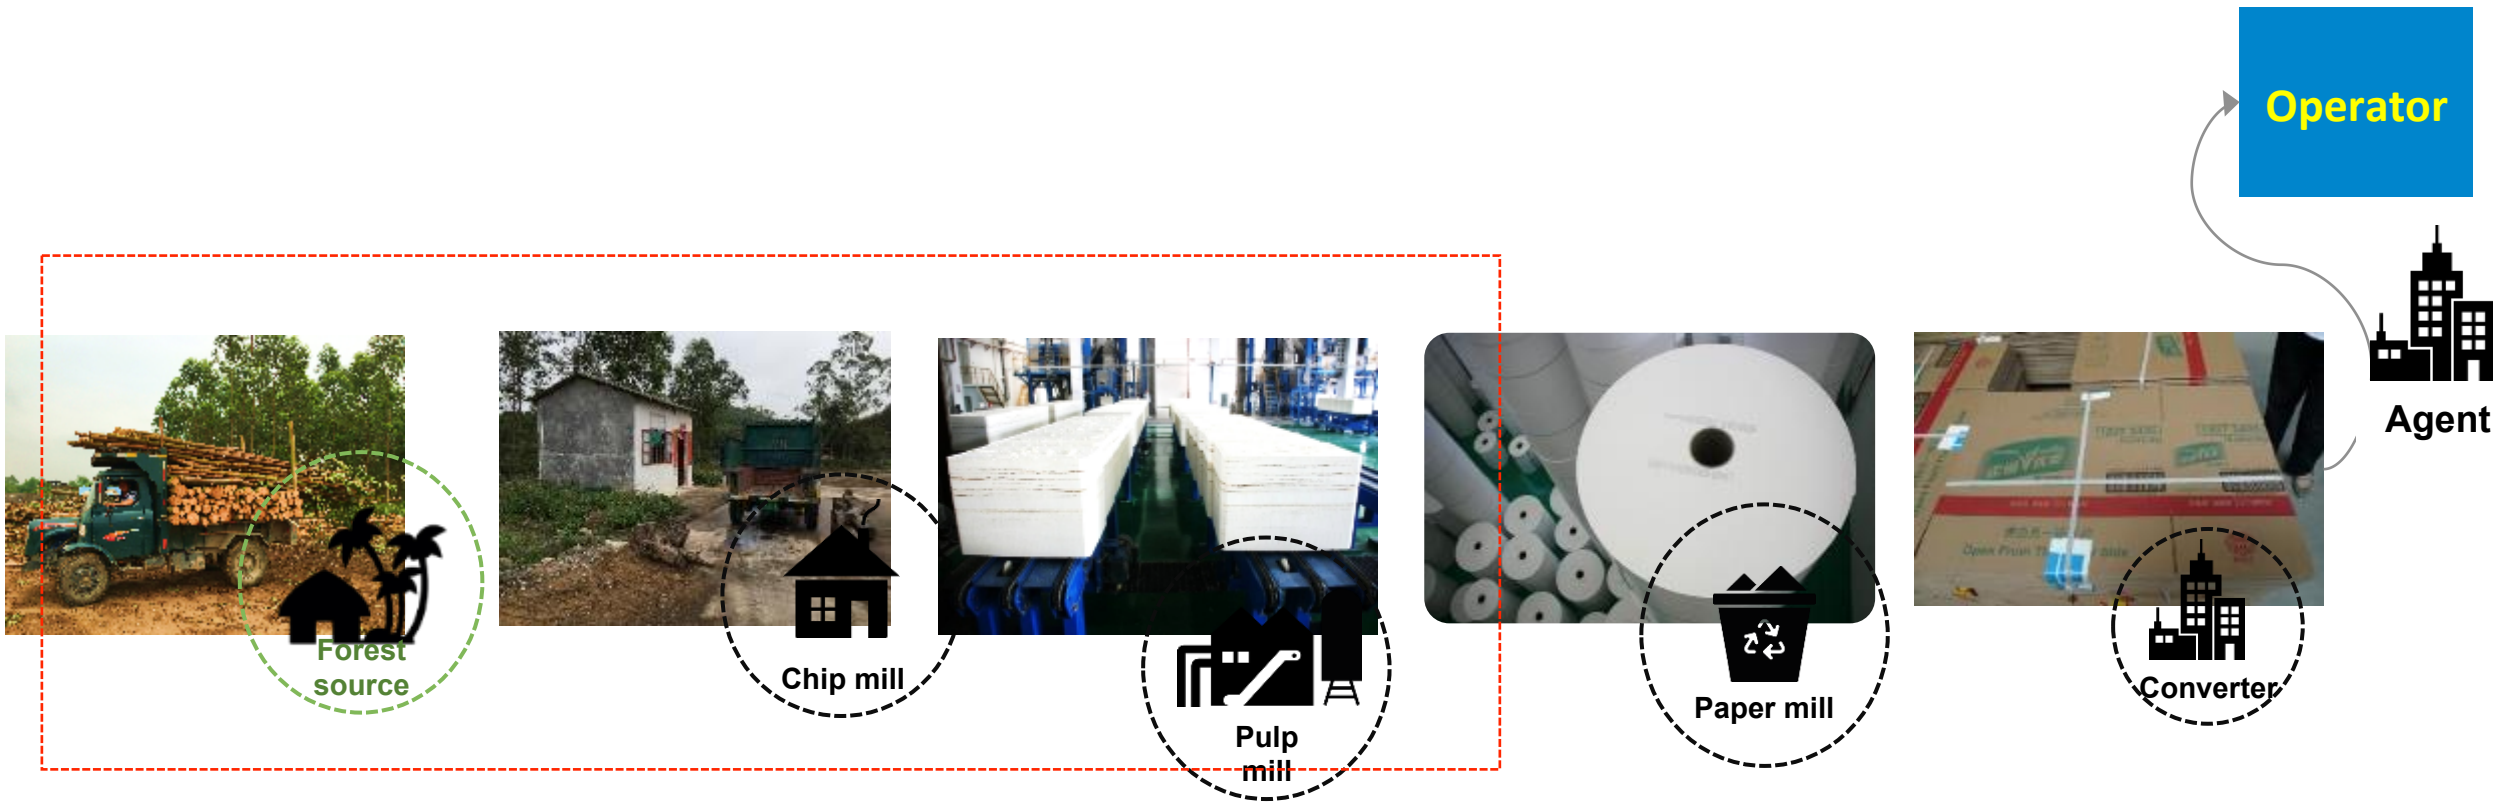 Operator
Agent
Forest
source
Chip mill
Pulp
mill
Paper mill
Converter